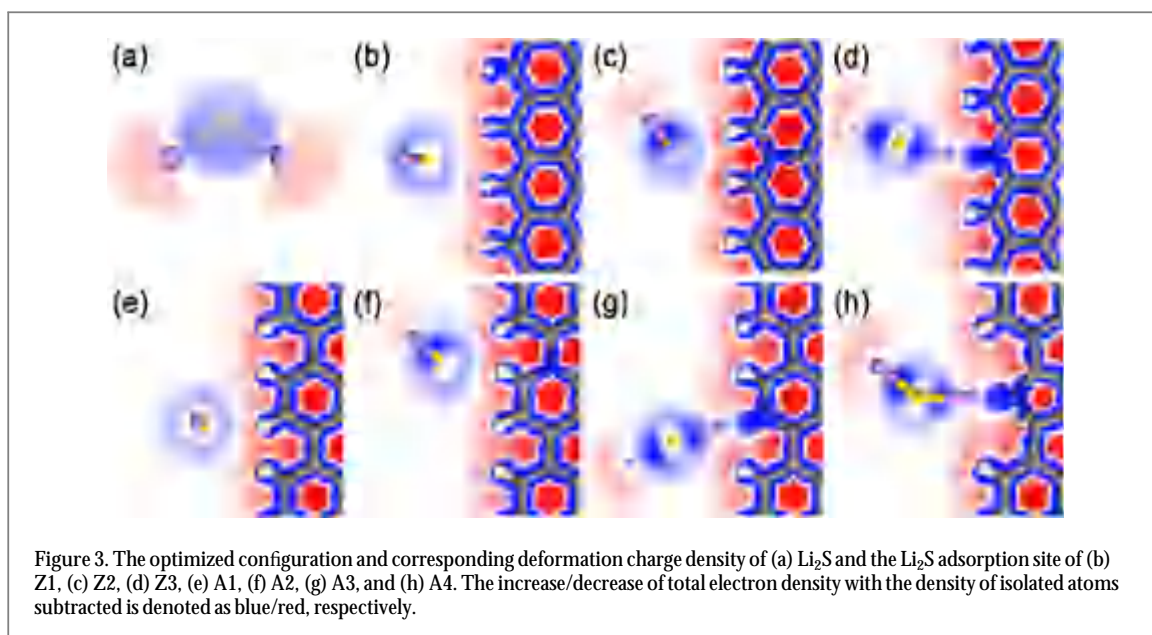 (a)
(b)
(c)
(d)
(e)
(f)
(g)
(h)
Figure 3. The optimized configuration and corresponding deformation charge density of (a) Li₂S and the Li₂S adsorption site of (b)
Z1, (c) Z2, (d) Z3, (e) A1, (f) A2, (g) A3, and (h) A4. The increase/decrease of total electron density with the density of isolated atoms
subtracted is denoted as blue/red, respectively.